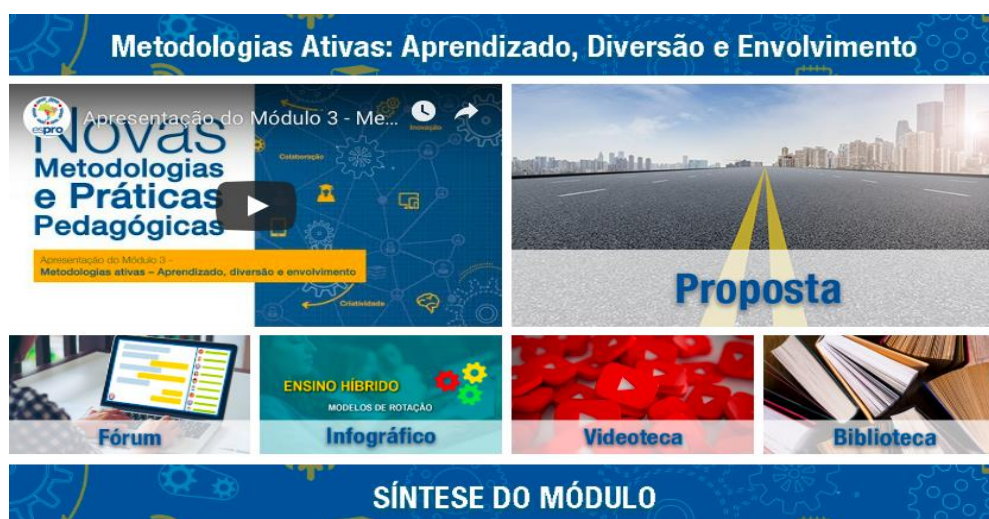 Metodologias Ativas: Aprendizado, Diversão e Envolvimento
espro
Apresentação do Módulo 3 - Me...
Inovação
Novas
Metodologias
e Práticas
Pedagógicas
Colaboração
Apresentação do Módulo 3 -
Metodologias ativas – Aprendizado, diversão e envolvimento
Criatividade
Proposta
Fórum
ENSINO HÍBRIDO
MODELOS DE ROTAÇÃO
Infográfico
Videoteca
Biblioteca
SÍNTESE DO MÓDULO